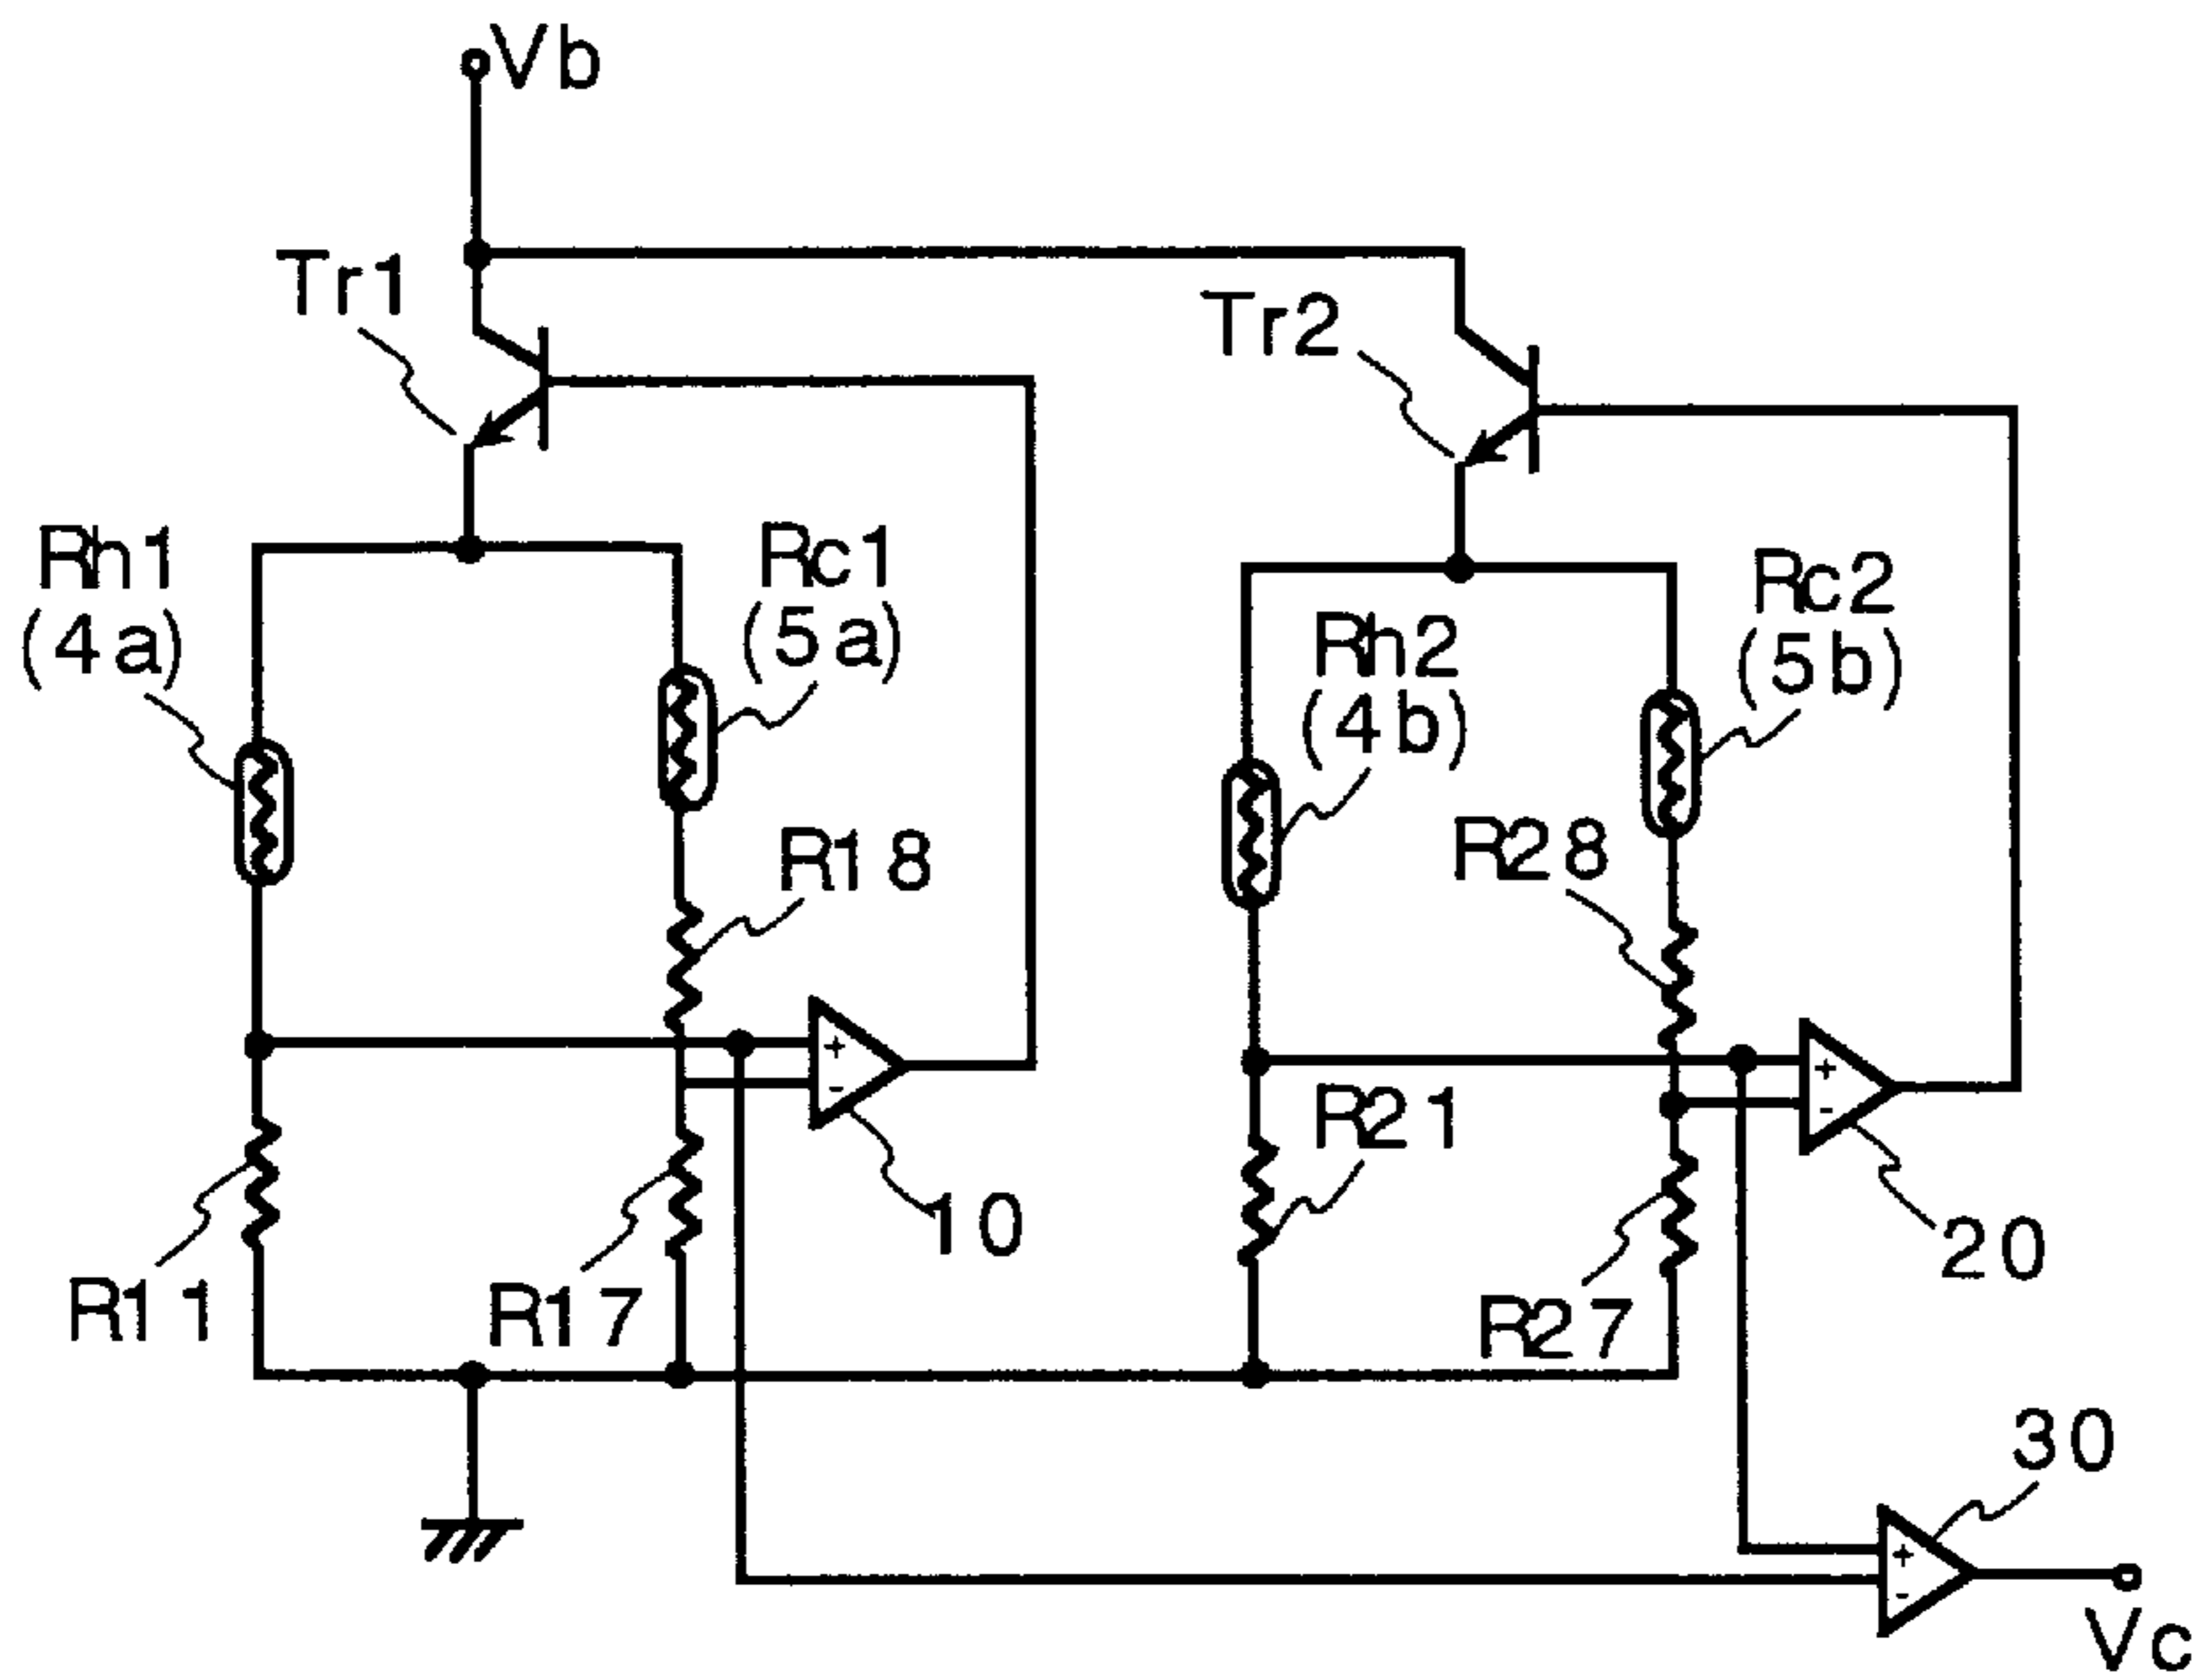 Vb
Tr1
Tr2
Rh1
(4a)
Rc1
(5a)
Rh2
(4b)
Rc2
(5b)
R18
R28
+
-
10
+
-
20
R11
R17
R21
R27
30
+
-
Vc